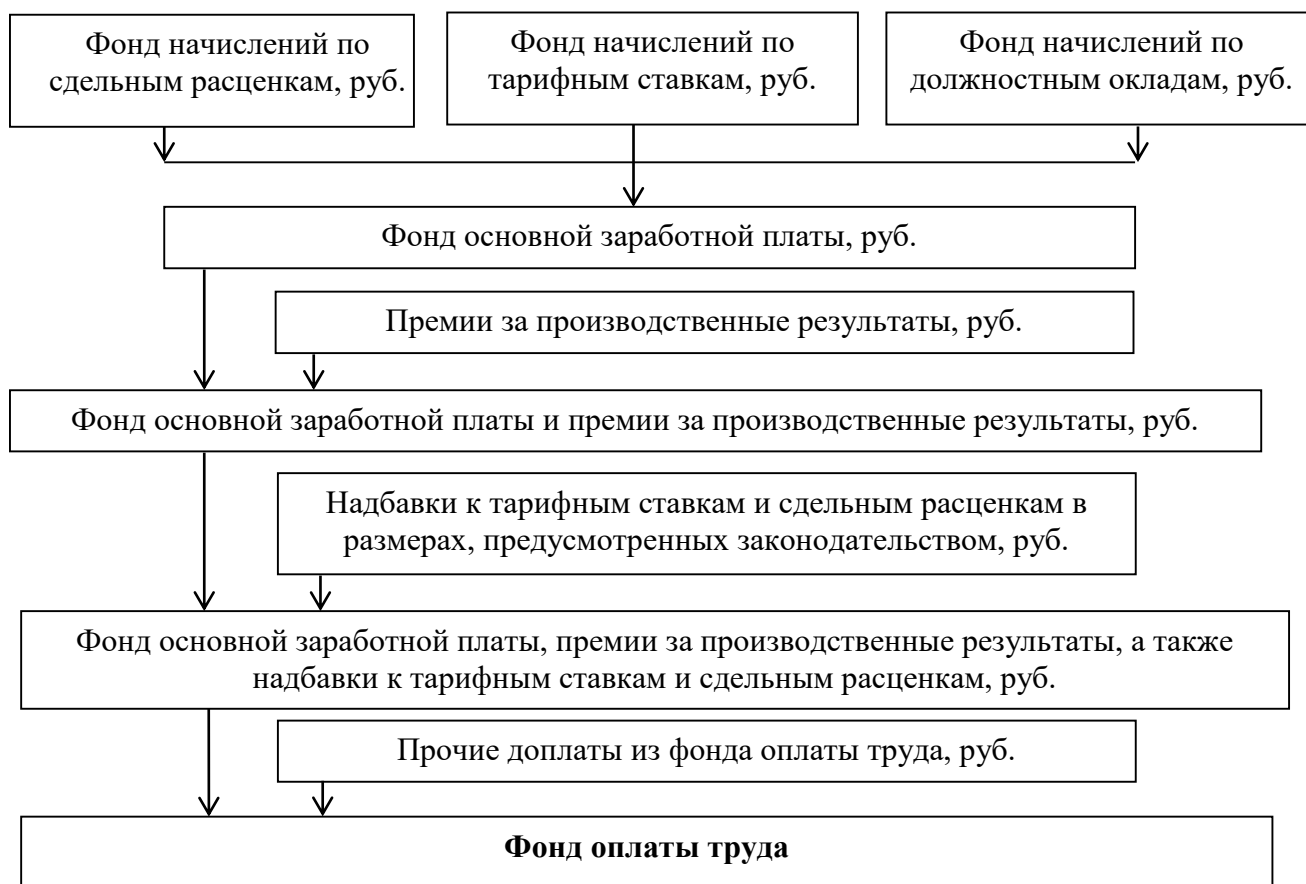 Фонд начислений по
сдельным расценкам, руб.
Фонд начислений по
тарифным ставкам, руб.
Фонд начислений по
должностным окладам, руб.
Фонд основной заработной платы, руб.
Премии за производственные результаты, руб.
Фонд основной заработной платы и премии за производственные результаты, руб.
Надбавки к тарифным ставкам и сдельным расценкам в
размерах, предусмотренных законодательством, руб.
Фонд основной заработной платы, премии за производственные результаты, а также
надбавки к тарифным ставкам и сдельным расценкам, руб.
Прочие доплаты из фонда оплаты труда, руб.
Фонд оплаты труда